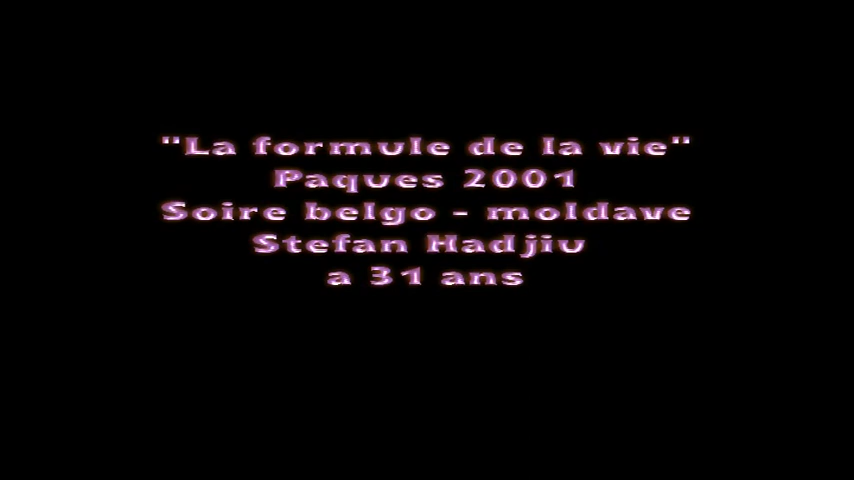 "La formule de la vie"
Paques 2001
Soire belgo - moldave
Stefan Hadjiu
a 31 ans